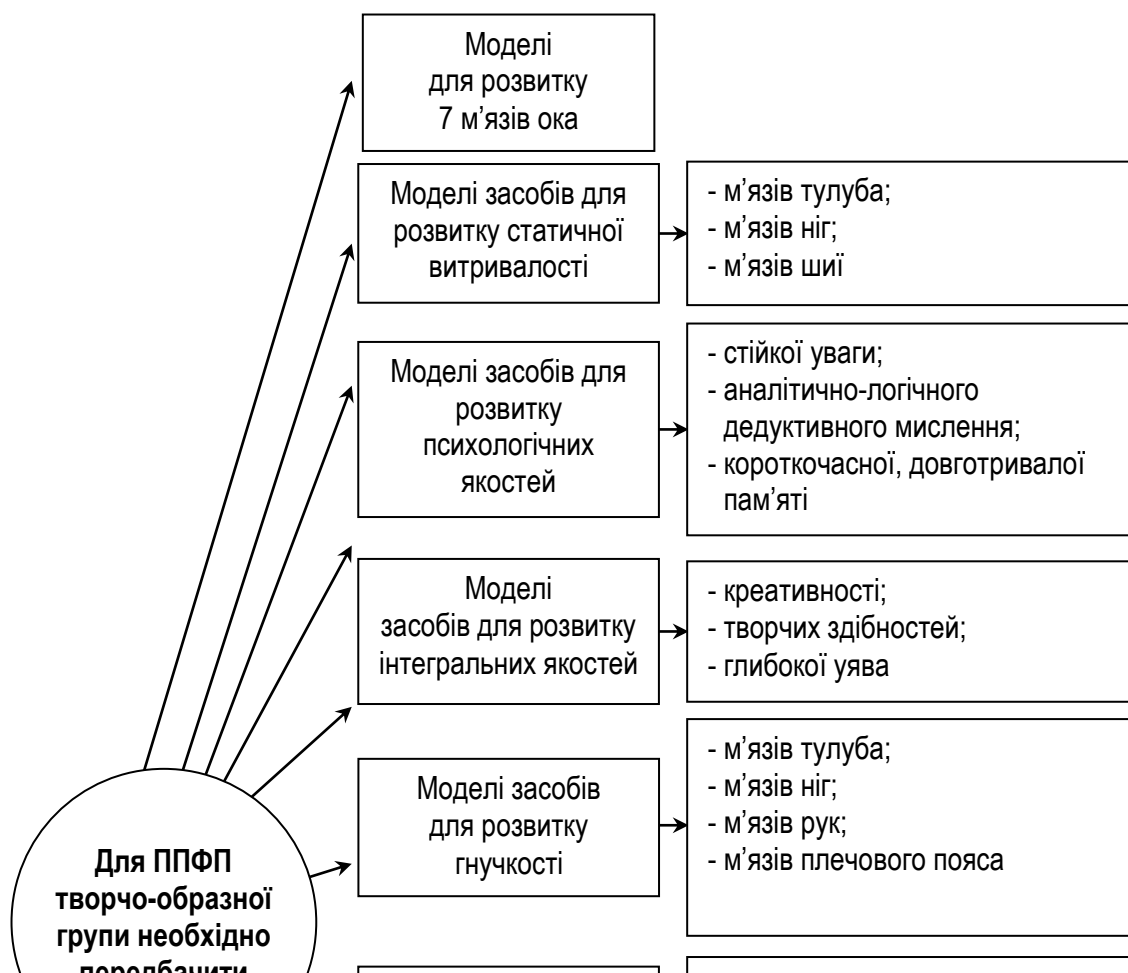 Моделі
для розвитку
7 м’язів ока
Моделі засобів для
розвитку статичної
витривалості
- м’язів тулуба;
- м’язів ніг;
- м’язів шиї
Моделі засобів для
розвитку
психологічних
якостей
- стійкої уваги;
- аналітично-логічного
дедуктивного мислення;
- короткочасної, довготривалої
пам’яті
Моделі
засобів для розвитку
інтегральних якостей
- креативності;
- творчих здібностей;
- глибокої уява
Моделі засобів
для розвитку
гнучкості
- м’язів тулуба;
- м’язів ніг;
- м’язів рук;
- м’язів плечового пояса
Для ППФП
творчо-образної
групи необхідно
передбачити